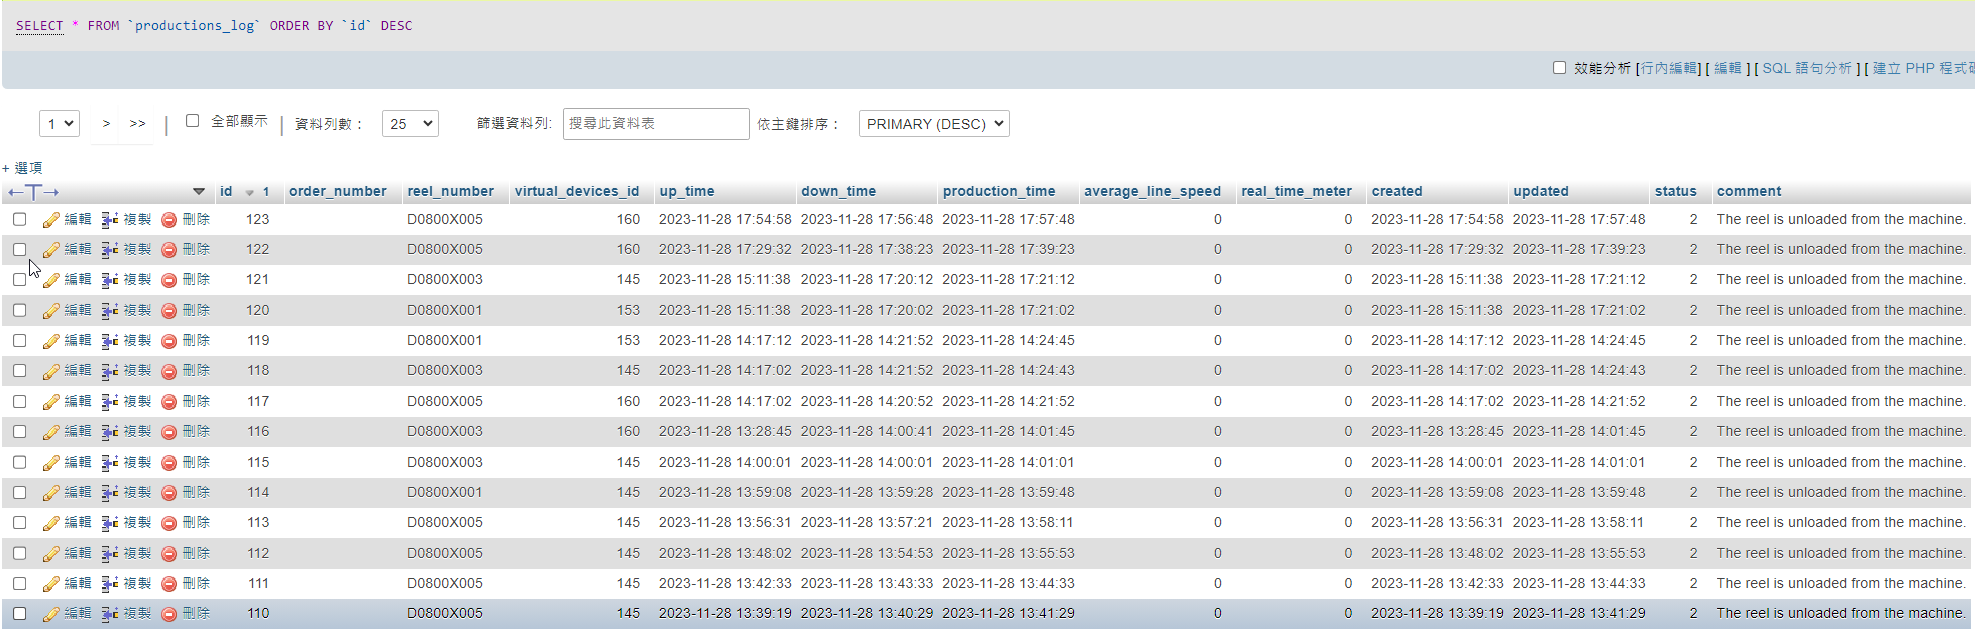 SELECT * FROM `productions_log` ORDER BY `id` DESC
效能分析 [行內編輯] [ 編輯 ] [ SQL 語句分析 ] [ 建立 PHP 程式
1 > >> | 全部顯示 | 資料列數： 25 篩選資料列: 搜尋此資料表 依主鍵排序： PRIMARY (DESC)
+ 選項
←T→ id 1 order_number reel_number virtual_devices_id up_time down_time production_time average_line_speed real_time_meter created updated status comment
編輯 複製 刪除 123 D0800X005 160 2023-11-28 17:54:58 2023-11-28 17:56:48 2023-11-28 17:57:48 0 0 2023-11-28 17:54:58 2023-11-28 17:57:48 2 The reel is unloaded from the machine.
編輯 複製 刪除 122 D0800X005 160 2023-11-28 17:29:32 2023-11-28 17:38:23 2023-11-28 17:39:23 0 0 2023-11-28 17:29:32 2023-11-28 17:39:23 2 The reel is unloaded from the machine.
編輯 複製 刪除 121 D0800X003 145 2023-11-28 15:11:38 2023-11-28 17:20:12 2023-11-28 17:21:12 0 0 2023-11-28 15:11:38 2023-11-28 17:21:12 2 The reel is unloaded from the machine.
編輯 複製 刪除 120 D0800X001 153 2023-11-28 15:11:38 2023-11-28 17:20:02 2023-11-28 17:21:02 0 0 2023-11-28 15:11:38 2023-11-28 17:21:02 2 The reel is unloaded from the machine.
編輯 複製 刪除 119 D0800X001 153 2023-11-28 14:17:12 2023-11-28 14:21:52 2023-11-28 14:24:45 0 0 2023-11-28 14:17:12 2023-11-28 14:24:45 2 The reel is unloaded from the machine.
編輯 複製 刪除 118 D0800X003 145 2023-11-28 14:17:02 2023-11-28 14:21:52 2023-11-28 14:24:43 0 0 2023-11-28 14:17:02 2023-11-28 14:24:43 2 The reel is unloaded from the machine.
編輯 複製 刪除 117 D0800X005 160 2023-11-28 14:17:02 2023-11-28 14:20:52 2023-11-28 14:21:52 0 0 2023-11-28 14:17:02 2023-11-28 14:21:52 2 The reel is unloaded from the machine.
編輯 複製 刪除 116 D0800X003 160 2023-11-28 13:28:45 2023-11-28 14:00:41 2023-11-28 14:01:45 0 0 2023-11-28 13:28:45 2023-11-28 14:01:45 2 The reel is unloaded from the machine.
編輯 複製 刪除 115 D0800X003 145 2023-11-28 14:00:01 2023-11-28 14:00:01 2023-11-28 14:01:01 0 0 2023-11-28 14:00:01 2023-11-28 14:01:01 2 The reel is unloaded from the machine.
編輯 複製 刪除 114 D0800X001 145 2023-11-28 13:59:08 2023-11-28 13:59:28 2023-11-28 13:59:48 0 0 2023-11-28 13:59:08 2023-11-28 13:59:48 2 The reel is unloaded from the machine.
編輯 複製 刪除 113 D0800X005 145 2023-11-28 13:56:31 2023-11-28 13:57:21 2023-11-28 13:58:11 0 0 2023-11-28 13:56:31 2023-11-28 13:58:11 2 The reel is unloaded from the machine.
編輯 複製 刪除 112 D0800X005 145 2023-11-28 13:48:02 2023-11-28 13:54:53 2023-11-28 13:55:53 0 0 2023-11-28 13:48:02 2023-11-28 13:55:53 2 The reel is unloaded from the machine.
編輯 複製 刪除 111 D0800X005 145 2023-11-28 13:42:33 2023-11-28 13:43:33 2023-11-28 13:44:33 0 0 2023-11-28 13:42:33 2023-11-28 13:44:33 2 The reel is unloaded from the machine.
編輯 複製 刪除 110 D0800X005 145 2023-11-28 13:39:19 2023-11-28 13:40:29 2023-11-28 13:41:29 0 0 2023-11-28 13:39:19 2023-11-28 13:41:29 2 The reel is unloaded from the machine.